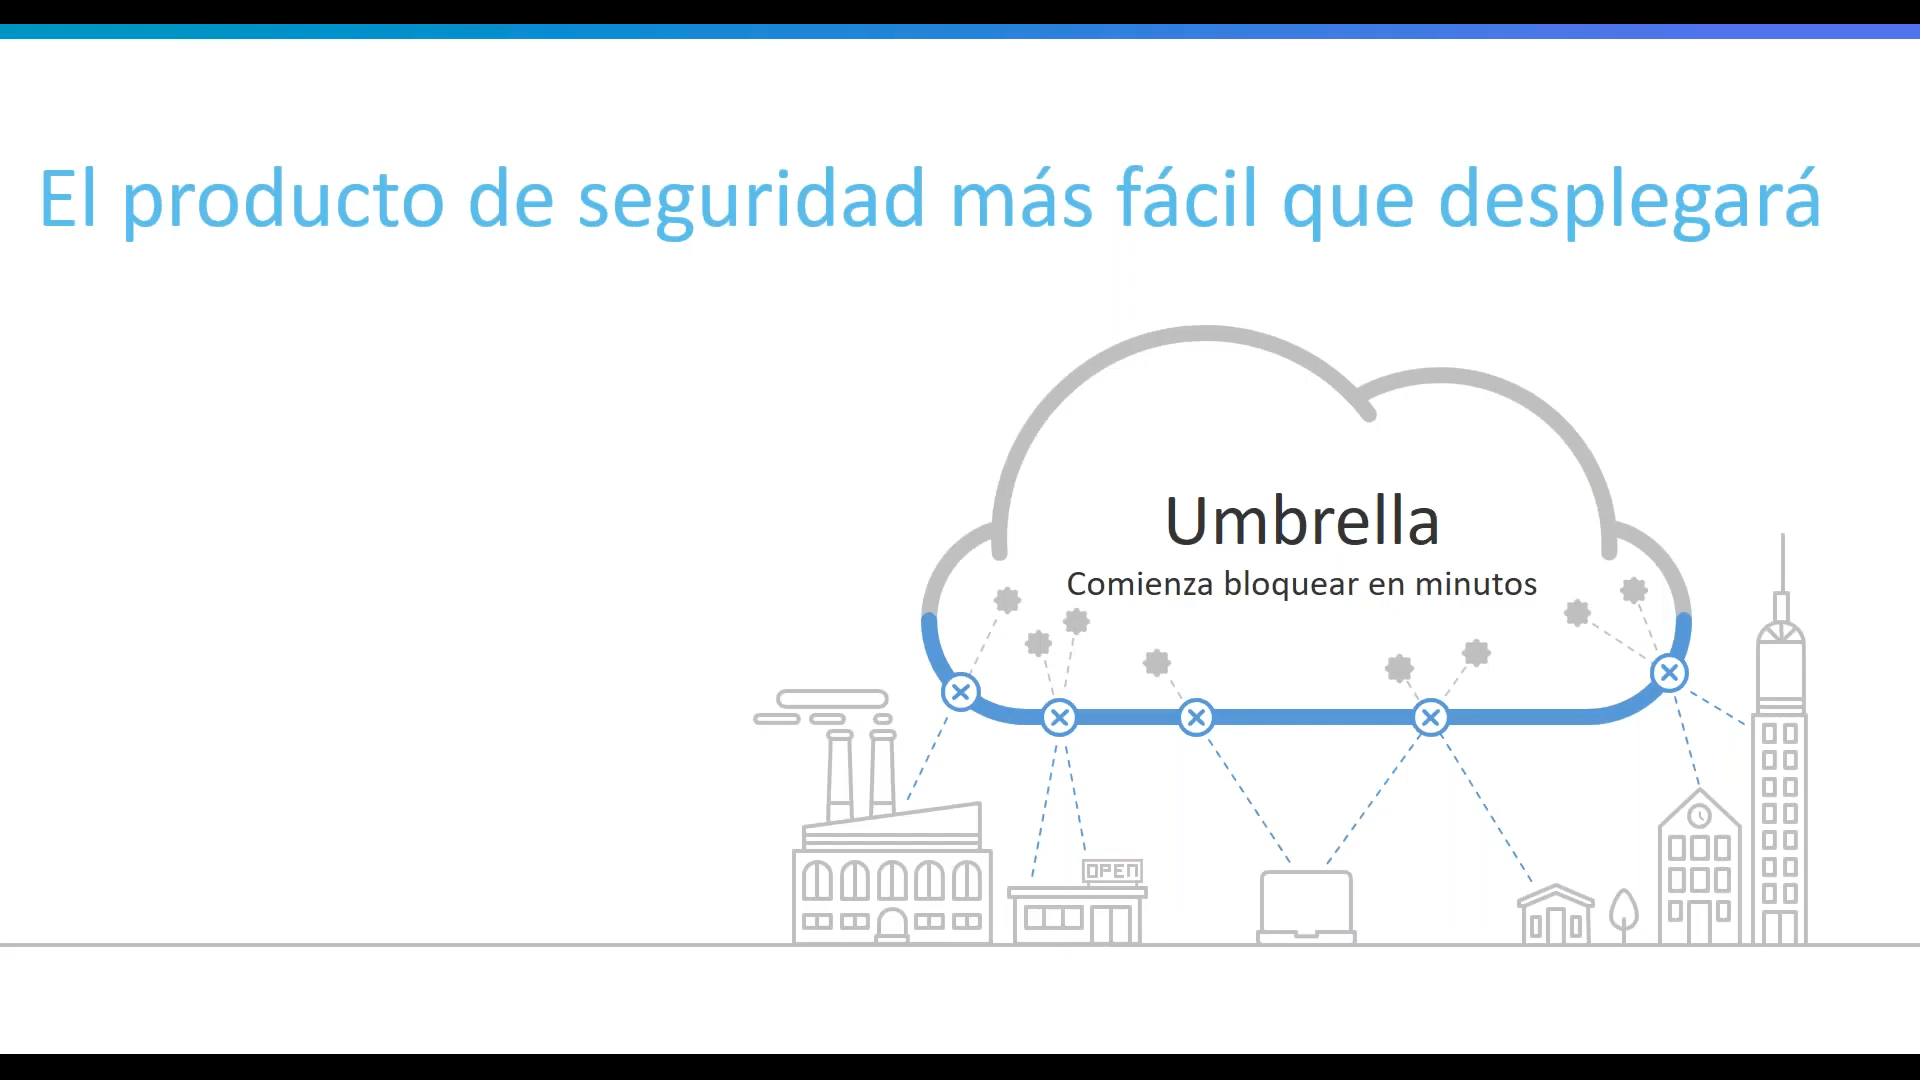 El producto de seguridad más fácil que desplegará
Umbrella
Comienza bloquear en minutos
OPEN